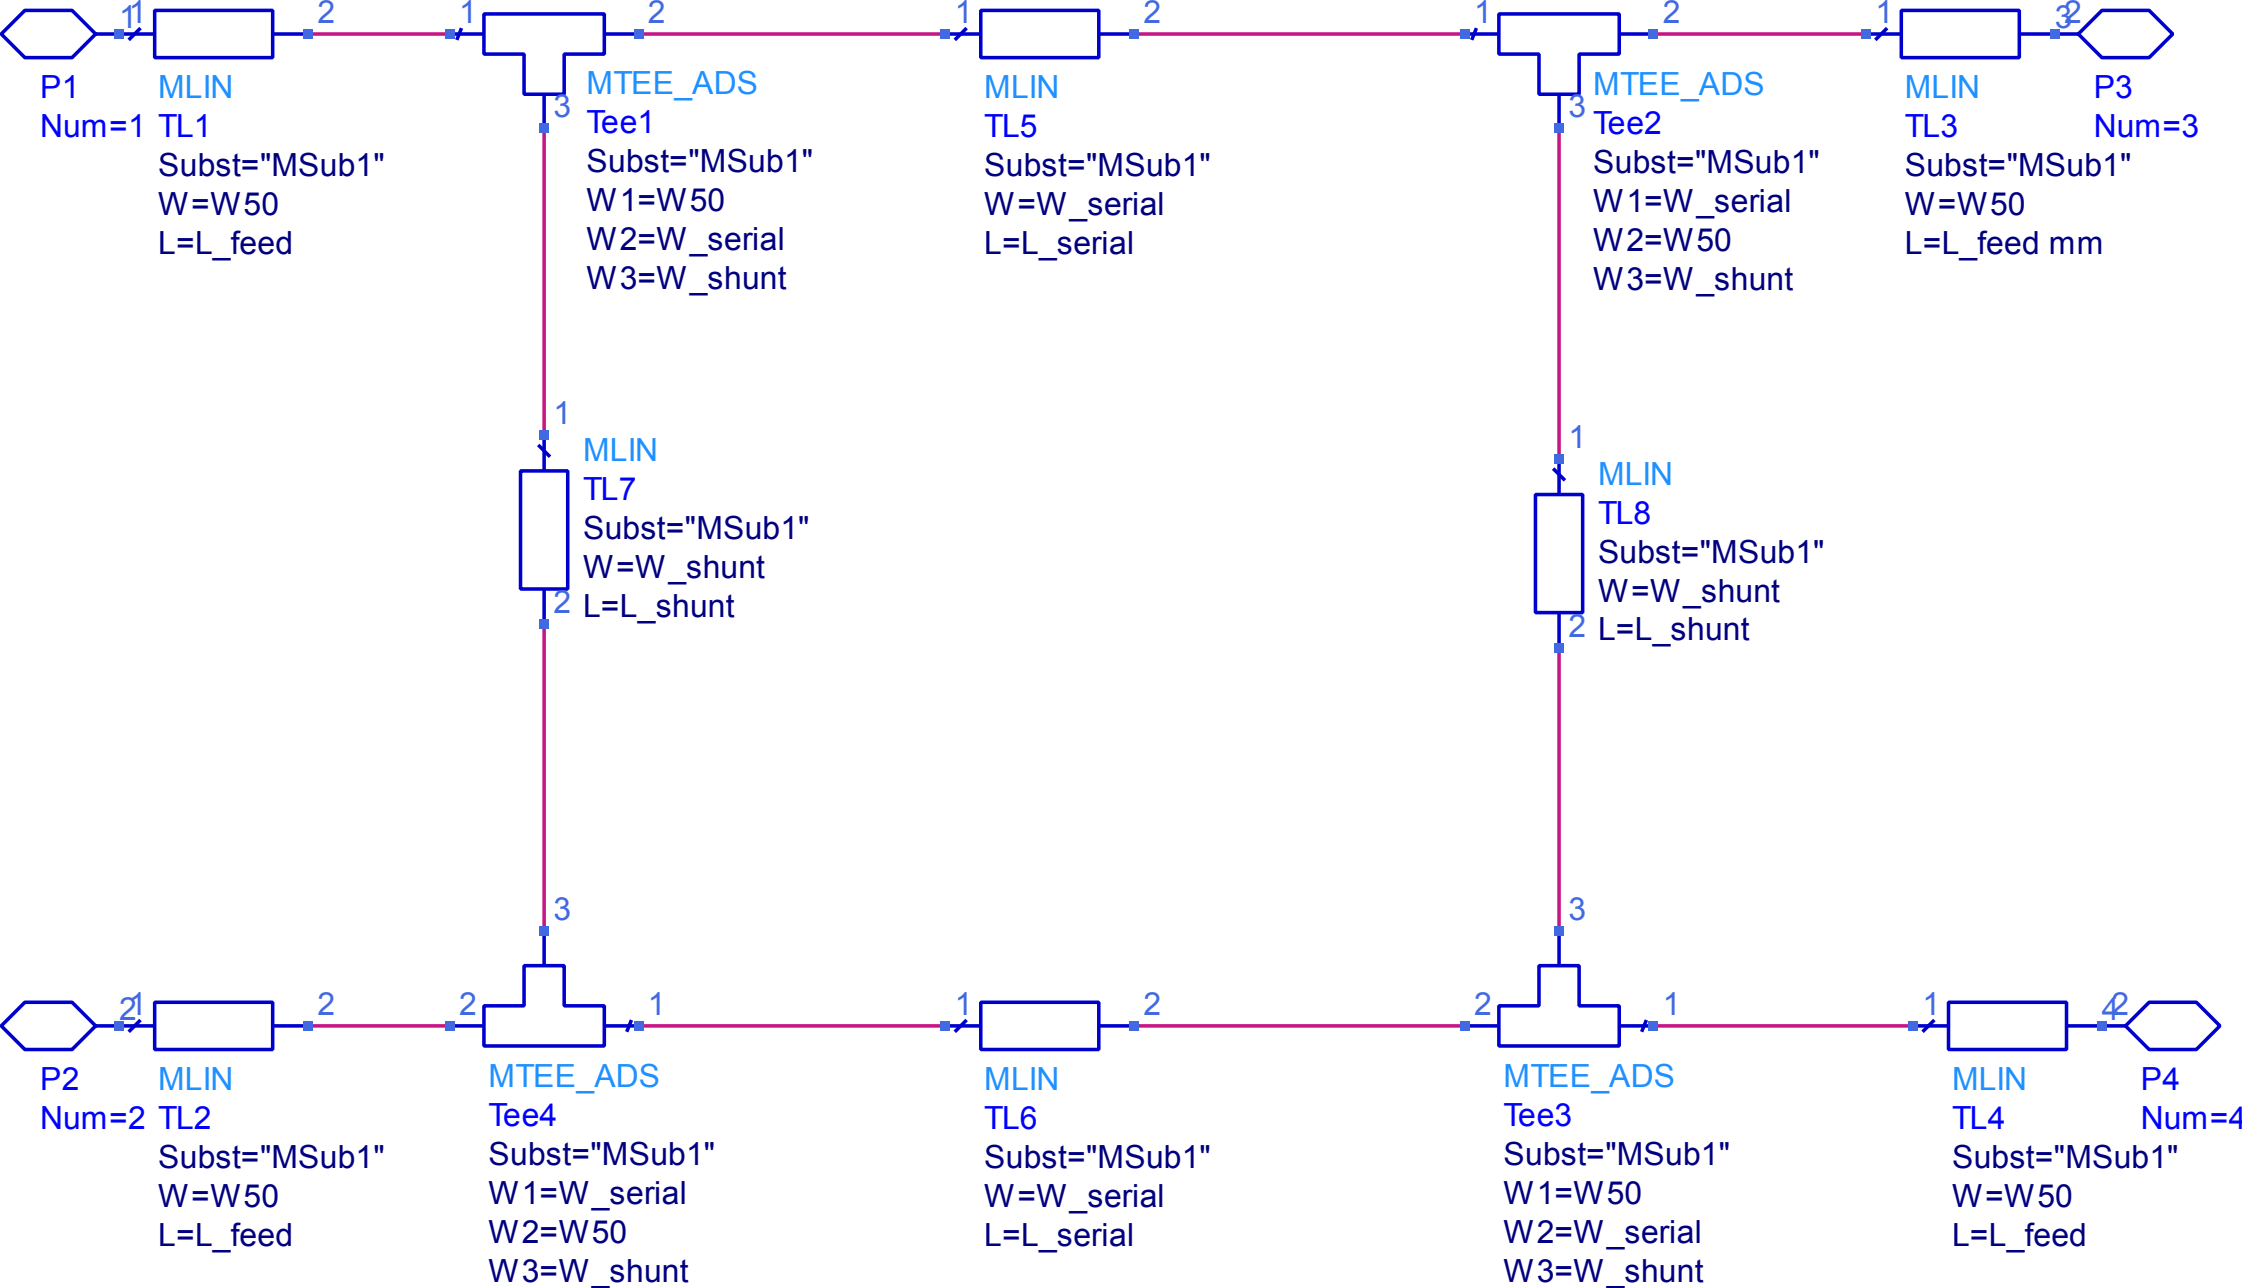 1 1 2 1 2 1 2 1 2 1 3 2
P1
Num=1
MLIN
TL1
Subst="MSub1"
W=W50
L=L_feed
3
MTEE_ADS
Tee1
Subst="MSub1"
W1=W50
W2=W_serial
W3=W_shunt
MLIN
TL5
Subst="MSub1"
W=W_serial
L=L_serial
3
MTEE_ADS
Tee2
Subst="MSub1"
W1=W_serial
W2=W50
W3=W_shunt
MLIN
TL3
Subst="MSub1"
W=W50
L=L_feed mm
P3
Num=3
1
MLIN
TL7
Subst="MSub1"
W=W_shunt
L=L_shunt
2
1
MLIN
TL8
Subst="MSub1"
W=W_shunt
L=L_shunt
2
3
3
2 1 2 2 1 1 2 2 1 1 4 2
P2
Num=2
MLIN
TL2
Subst="MSub1"
W=W50
L=L_feed
MTEE_ADS
Tee4
Subst="MSub1"
W1=W_serial
W2=W50
W3=W_shunt
MLIN
TL6
Subst="MSub1"
W=W_serial
L=L_serial
MTEE_ADS
Tee3
Subst="MSub1"
W1=W50
W2=W_serial
W3=W_shunt
MLIN
TL4
Subst="MSub1"
W=W50
L=L_feed
P4
Num=4